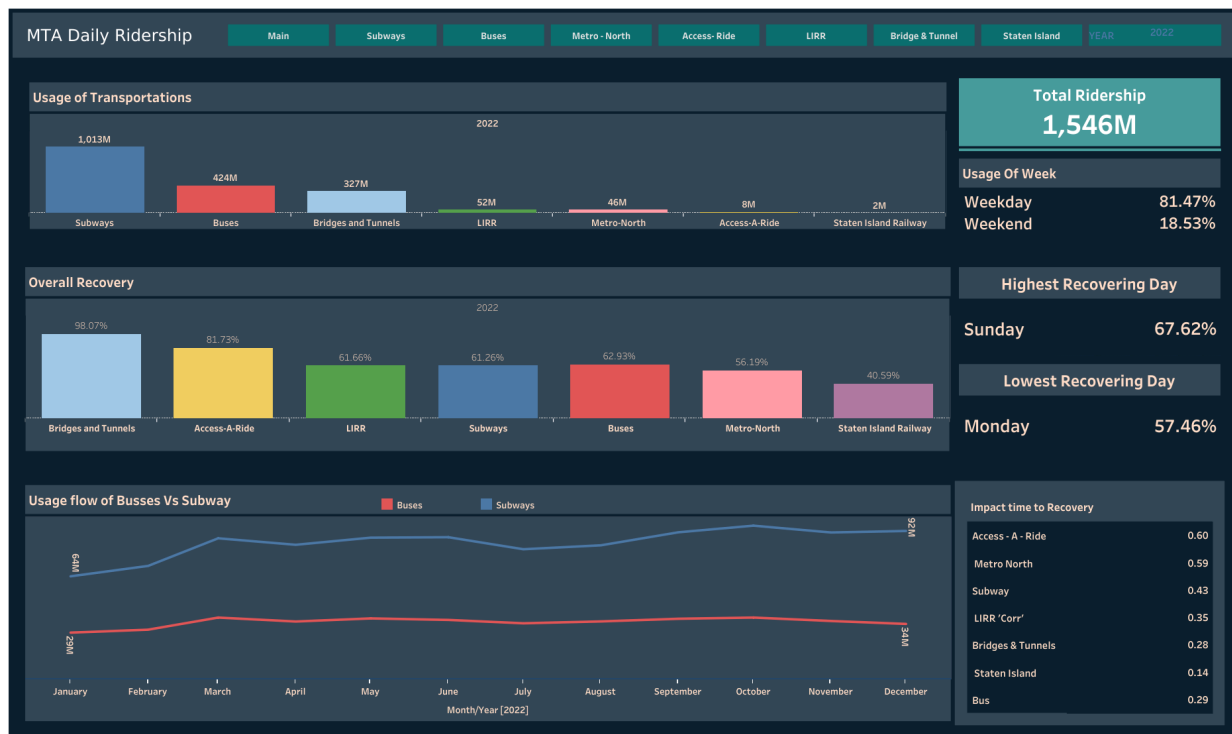 MTA Daily Ridership
Main
Subways
Buses
Metro - North
Access- Ride
LIRR
Bridge & Tunnel
Staten Island
YEAR
2022
Usage of Transportations
2022
1,013M
424M
327M
52M
46M
8M
2M
Subways
Buses
Bridges and Tunnels
LIRR
Metro-North
Access-A-Ride
Staten Island Railway
Total Ridership
1,546M
Usage Of Week
Weekday 81.47%
Weekend 18.53%
Overall Recovery
2022
98.07%
81.73%
61.66%
61.26%
62.93%
56.19%
40.59%
Bridges and Tunnels
Access-A-Ride
LIRR
Subways
Buses
Metro-North
Staten Island Railway
Highest Recovering Day
Sunday 67.62%
Lowest Recovering Day
Monday 57.46%
Usage flow of Busses Vs Subway
Buses
Subways
64M
92M
29M
34M
January
February
March
April
May
June
July
August
September
October
November
December
Month/Year [2022]
Impact time to Recovery
Access - A - Ride 0.60
Metro North 0.59
Subway 0.43
LIRR ‘Corr’ 0.35
Bridges & Tunnels 0.28
Staten Island 0.14
Bus 0.29